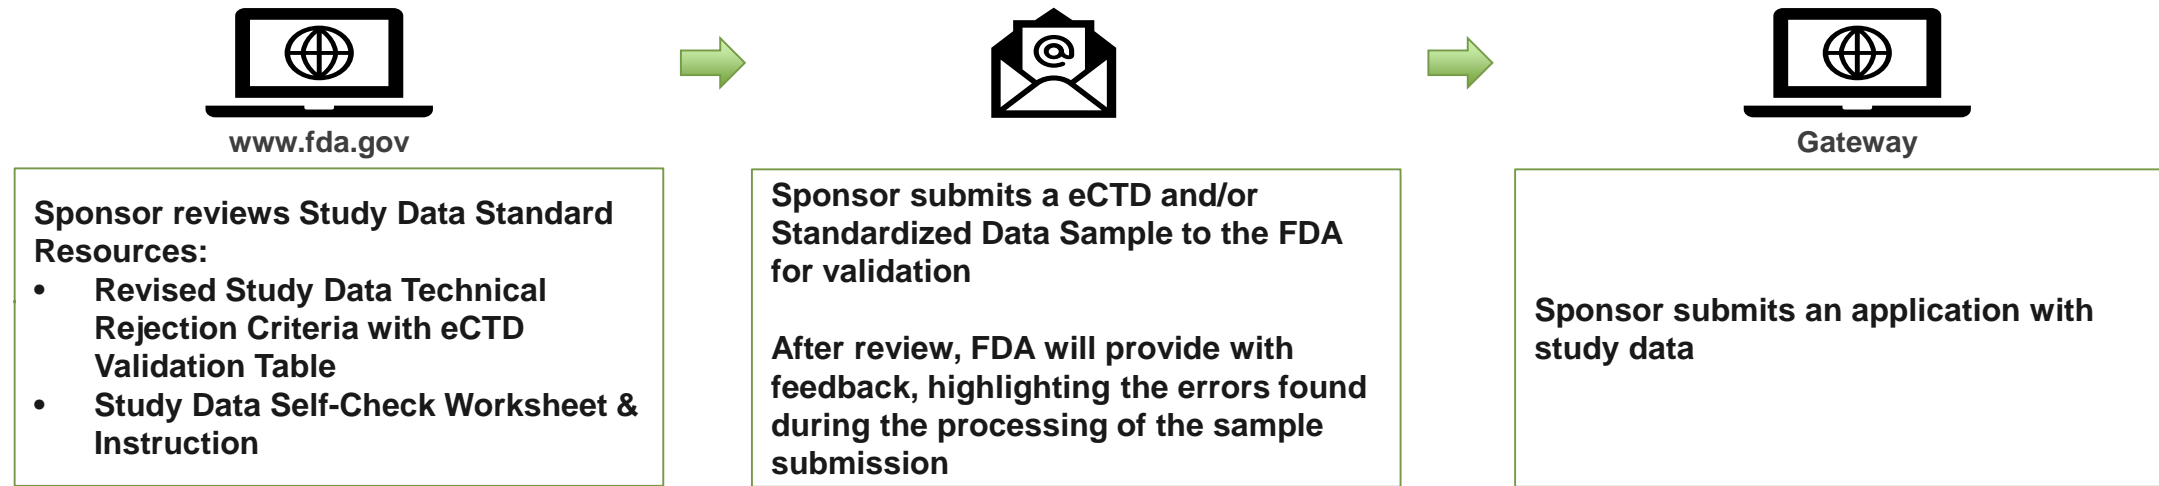 www.fda.gov
Sponsor reviews Study Data Standard
Resources:
• Revised Study Data Technical
Rejection Criteria with eCTD
Validation Table
• Study Data Self-Check Worksheet &
Instruction
@
Sponsor submits a eCTD and/or
Standardized Data Sample to the FDA
for validation
After review, FDA will provide with
feedback, highlighting the errors found
during the processing of the sample
submission
Gateway
Sponsor submits an application with
study data